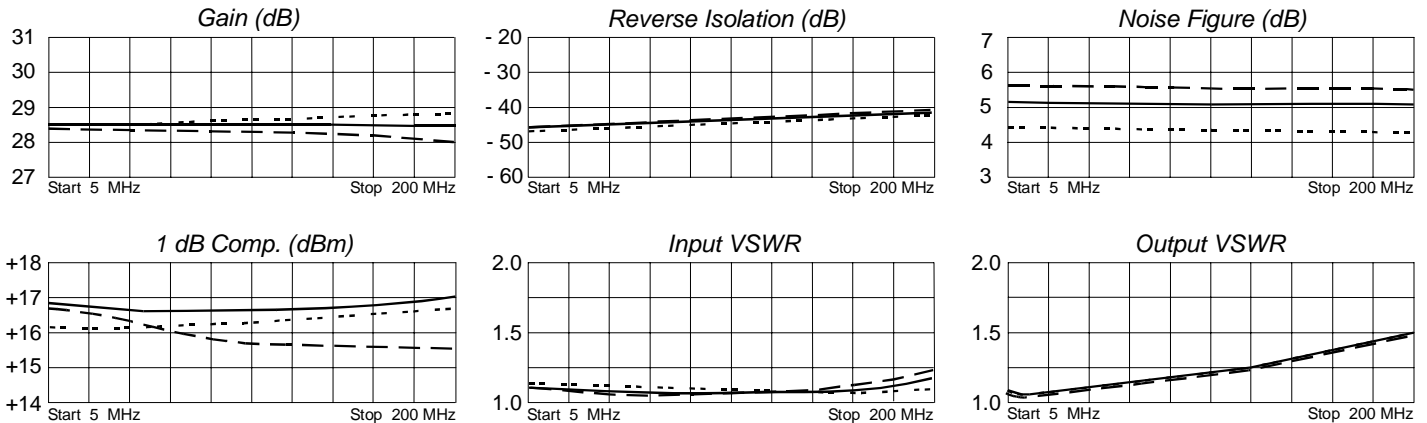 Gain (dB)
31
30
29
28
27
Start 5 MHz
Stop 200 MHz
Reverse Isolation (dB)
- 20
- 30
- 40
- 50
- 60
Start 5 MHz
Stop 200 MHz
Noise Figure (dB)
7
6
5
4
3
Start 5 MHz
Stop 200 MHz
1 dB Comp. (dBm)
+18
+17
+16
+15
+14
Start 5 MHz
Stop 200 MHz
Input VSWR
2.0
1.5
1.0
Start 5 MHz
Stop 200 MHz
Output VSWR
2.0
1.5
1.0
Start 5 MHz
Stop 200 MHz